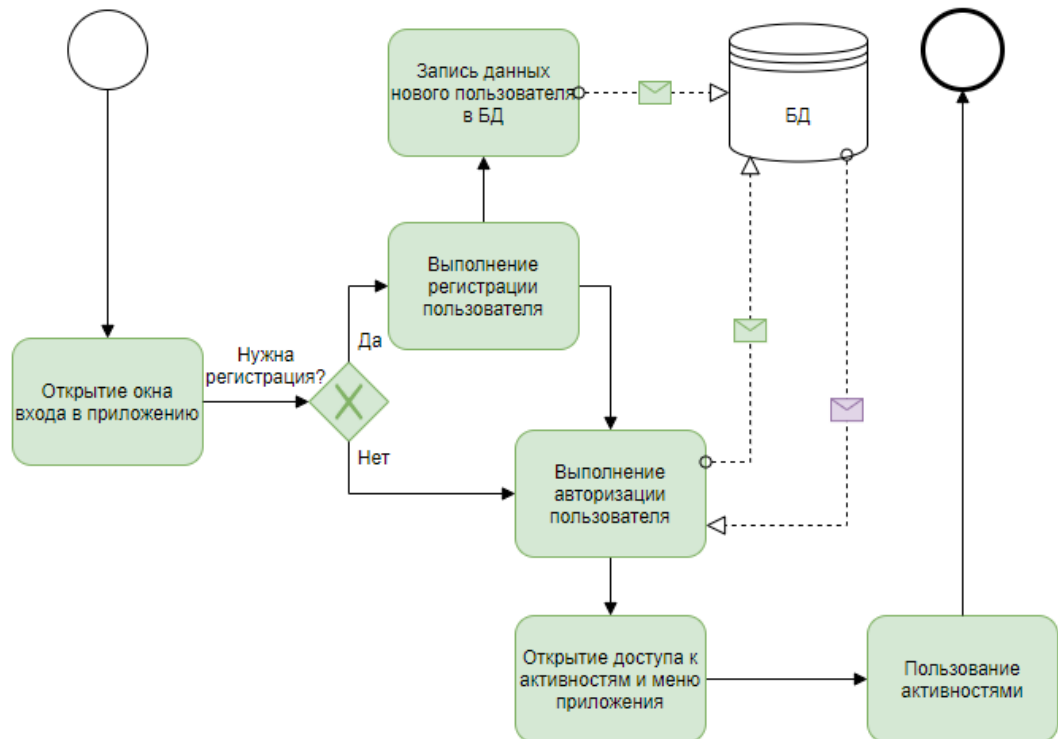 Запись данных
нового пользователя
в БД
БД
Выполнение
регистрации
пользователя
Нужна
регистрация?
Да
Открытие окна
входа в приложению
Нет
Выполнение
авторизации
пользователя
Открытие доступа к
активностям и меню
приложения
Пользование
активностями